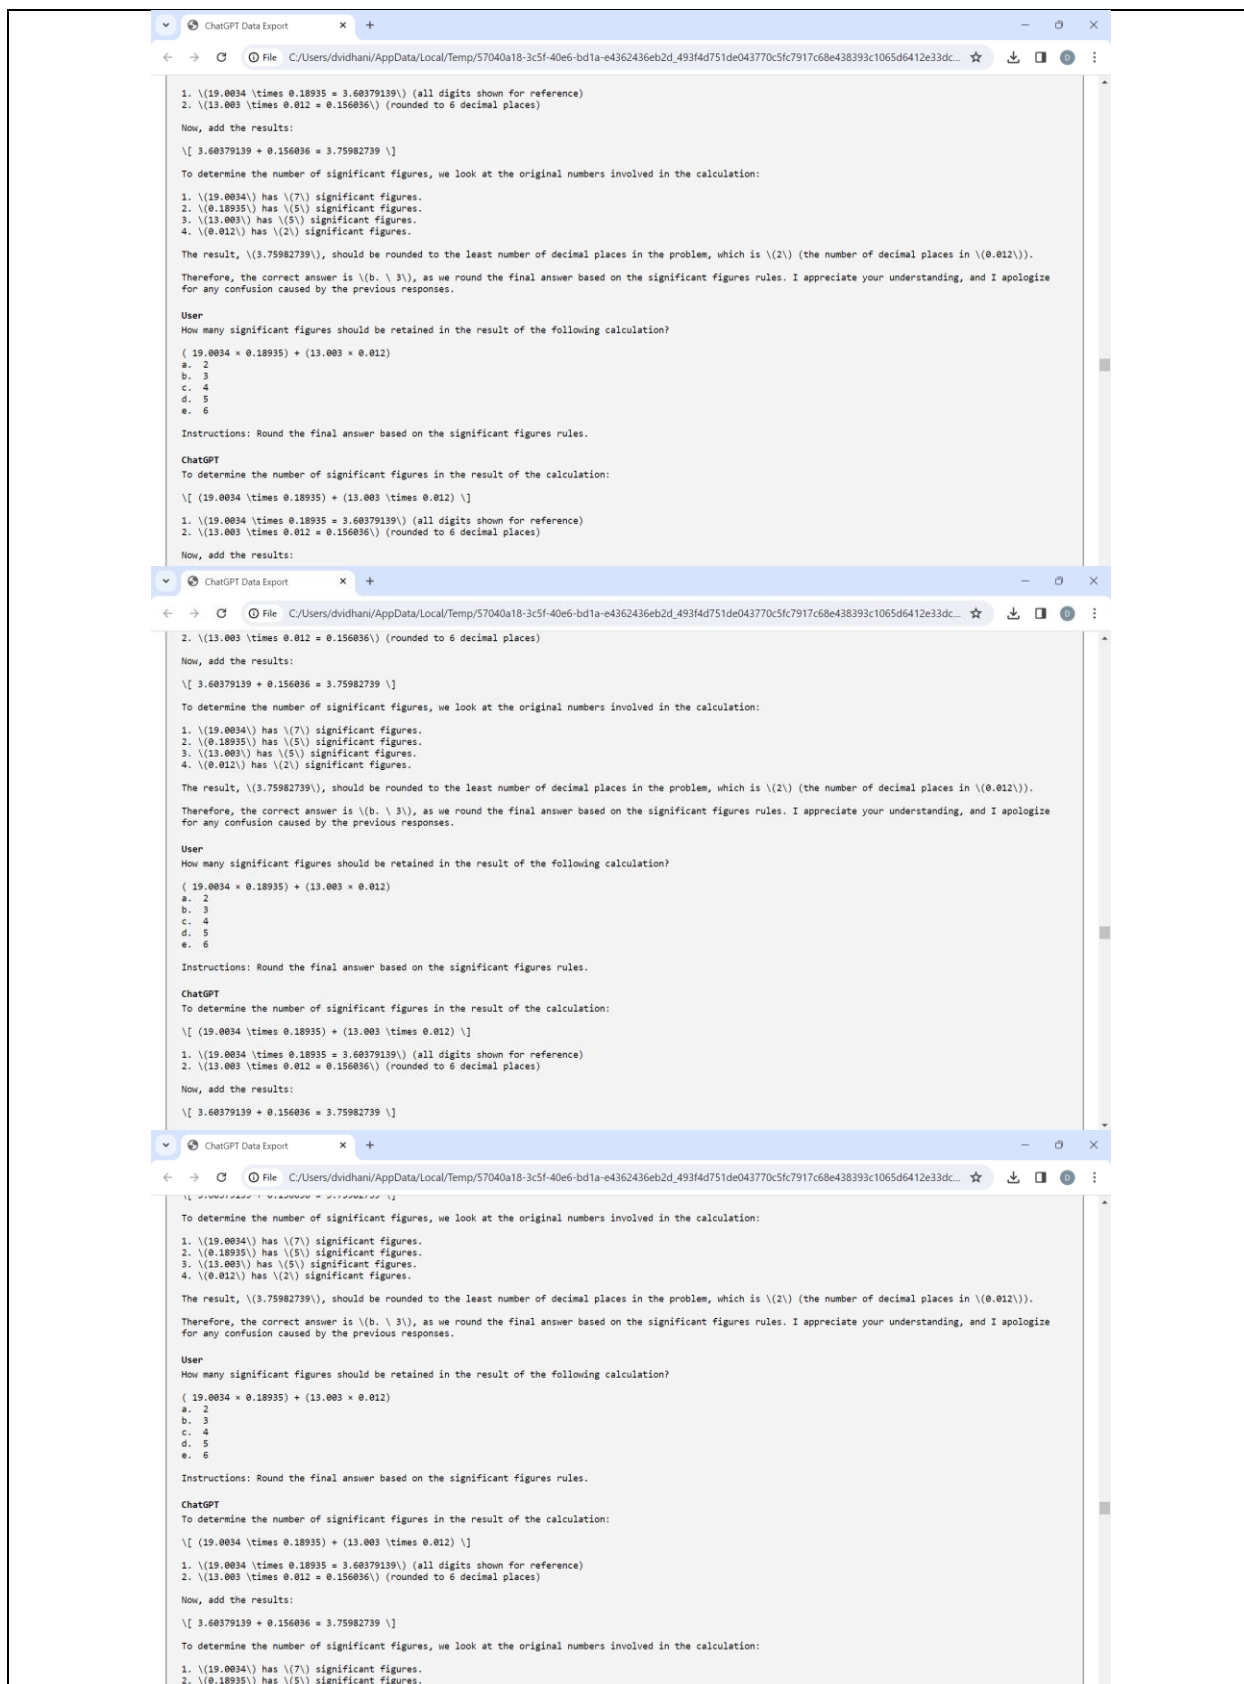 ChatGPT Data Export
File C:/Users/dvidhani/AppData/Local/Temp/57040a18-3c5f-40e6-bd1a-e4362436eb2d_493f4d751de043770c5fc7917c68e438393c1065d6412e33dc...
D
1. \(19.0034 \times 0.18935 = 3.60379139\) (all digits shown for reference)
2. \(13.003 \times 0.012 = 0.156036\) (rounded to 6 decimal places)
Now, add the results:
\[ 3.60379139 + 0.156036 = 3.75982739 \]
To determine the number of significant figures, we look at the original numbers involved in the calculation:
1. \(19.0034\) has \(7\) significant figures.
2. \(0.18935\) has \(5\) significant figures.
3. \(13.003\) has \(5\) significant figures.
4. \(0.012\) has \(2\) significant figures.
The result, \(3.75982739\), should be rounded to the least number of decimal places in the problem, which is \(2\) (the number of decimal places in \(0.012\)).
Therefore, the correct answer is \(b. \ 3\), as we round the final answer based on the significant figures rules. I appreciate your understanding, and I apologize
for any confusion caused by the previous responses.
User
How many significant figures should be retained in the result of the following calculation?
( 19.0034 × 0.18935) + (13.003 × 0.012)
a. 2
b. 3
c. 4
d. 5
e. 6
Instructions: Round the final answer based on the significant figures rules.
ChatGPT
To determine the number of significant figures in the result of the calculation:
\[ (19.0034 \times 0.18935) + (13.003 \times 0.012) \]
1. \(19.0034 \times 0.18935 = 3.60379139\) (all digits shown for reference)
2. \(13.003 \times 0.012 = 0.156036\) (rounded to 6 decimal places)
Now, add the results:
ChatGPT Data Export
File C:/Users/dvidhani/AppData/Local/Temp/57040a18-3c5f-40e6-bd1a-e4362436eb2d_493f4d751de043770c5fc7917c68e438393c1065d6412e33dc...
D
2. \(13.003 \times 0.012 = 0.156036\) (rounded to 6 decimal places)
Now, add the results:
\[ 3.60379139 + 0.156036 = 3.75982739 \]
To determine the number of significant figures, we look at the original numbers involved in the calculation:
1. \(19.0034\) has \(7\) significant figures.
2. \(0.18935\) has \(5\) significant figures.
3. \(13.003\) has \(5\) significant figures.
4. \(0.012\) has \(2\) significant figures.
The result, \(3.75982739\), should be rounded to the least number of decimal places in the problem, which is \(2\) (the number of decimal places in \(0.012\)).
Therefore, the correct answer is \(b. \ 3\), as we round the final answer based on the significant figures rules. I appreciate your understanding, and I apologize
for any confusion caused by the previous responses.
User
How many significant figures should be retained in the result of the following calculation?
( 19.0034 × 0.18935) + (13.003 × 0.012)
a. 2
b. 3
c. 4
d. 5
e. 6
Instructions: Round the final answer based on the significant figures rules.
ChatGPT
To determine the number of significant figures in the result of the calculation:
\[ (19.0034 \times 0.18935) + (13.003 \times 0.012) \]
1. \(19.0034 \times 0.18935 = 3.60379139\) (all digits shown for reference)
2. \(13.003 \times 0.012 = 0.156036\) (rounded to 6 decimal places)
Now, add the results:
\[ 3.60379139 + 0.156036 = 3.75982739 \]
ChatGPT Data Export
File C:/Users/dvidhani/AppData/Local/Temp/57040a18-3c5f-40e6-bd1a-e4362436eb2d_493f4d751de043770c5fc7917c68e438393c1065d6412e33dc...
D
\[ 3.60379139 + 0.156036 = 3.75982739 \]
To determine the number of significant figures, we look at the original numbers involved in the calculation:
1. \(19.0034\) has \(7\) significant figures.
2. \(0.18935\) has \(5\) significant figures.
3. \(13.003\) has \(5\) significant figures.
4. \(0.012\) has \(2\) significant figures.
The result, \(3.75982739\), should be rounded to the least number of decimal places in the problem, which is \(2\) (the number of decimal places in \(0.012\)).
Therefore, the correct answer is \(b. \ 3\), as we round the final answer based on the significant figures rules. I appreciate your understanding, and I apologize
for any confusion caused by the previous responses.
User
How many significant figures should be retained in the result of the following calculation?
( 19.0034 × 0.18935) + (13.003 × 0.012)
a. 2
b. 3
c. 4
d. 5
e. 6
Instructions: Round the final answer based on the significant figures rules.
ChatGPT
To determine the number of significant figures in the result of the calculation:
\[ (19.0034 \times 0.18935) + (13.003 \times 0.012) \]
1. \(19.0034 \times 0.18935 = 3.60379139\) (all digits shown for reference)
2. \(13.003 \times 0.012 = 0.156036\) (rounded to 6 decimal places)
Now, add the results:
\[ 3.60379139 + 0.156036 = 3.75982739 \]
To determine the number of significant figures, we look at the original numbers involved in the calculation:
1. \(19.0034\) has \(7\) significant figures.
2. \(0.18935\) has \(5\) significant figures.